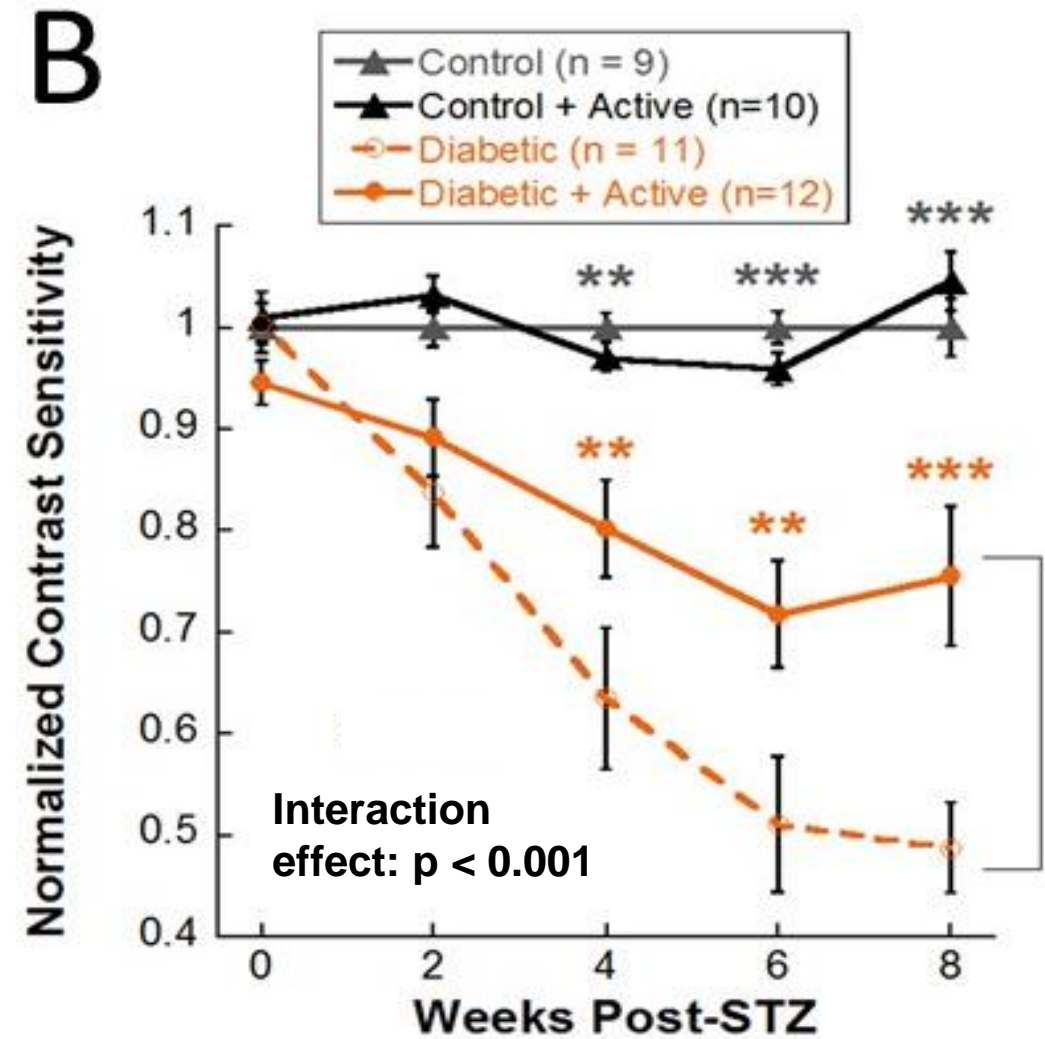 B
Control (n = 9)
Control + Active (n=10)
Diabetic (n = 11)
Diabetic + Active (n=12)
Normalized Contrast Sensitivity
1.1
1
0.9
0.8
0.7
0.6
0.5
0.4
***
**
***
**
**
***
Interaction
effect: p < 0.001
0
2
4
6
8
Weeks Post-STZ